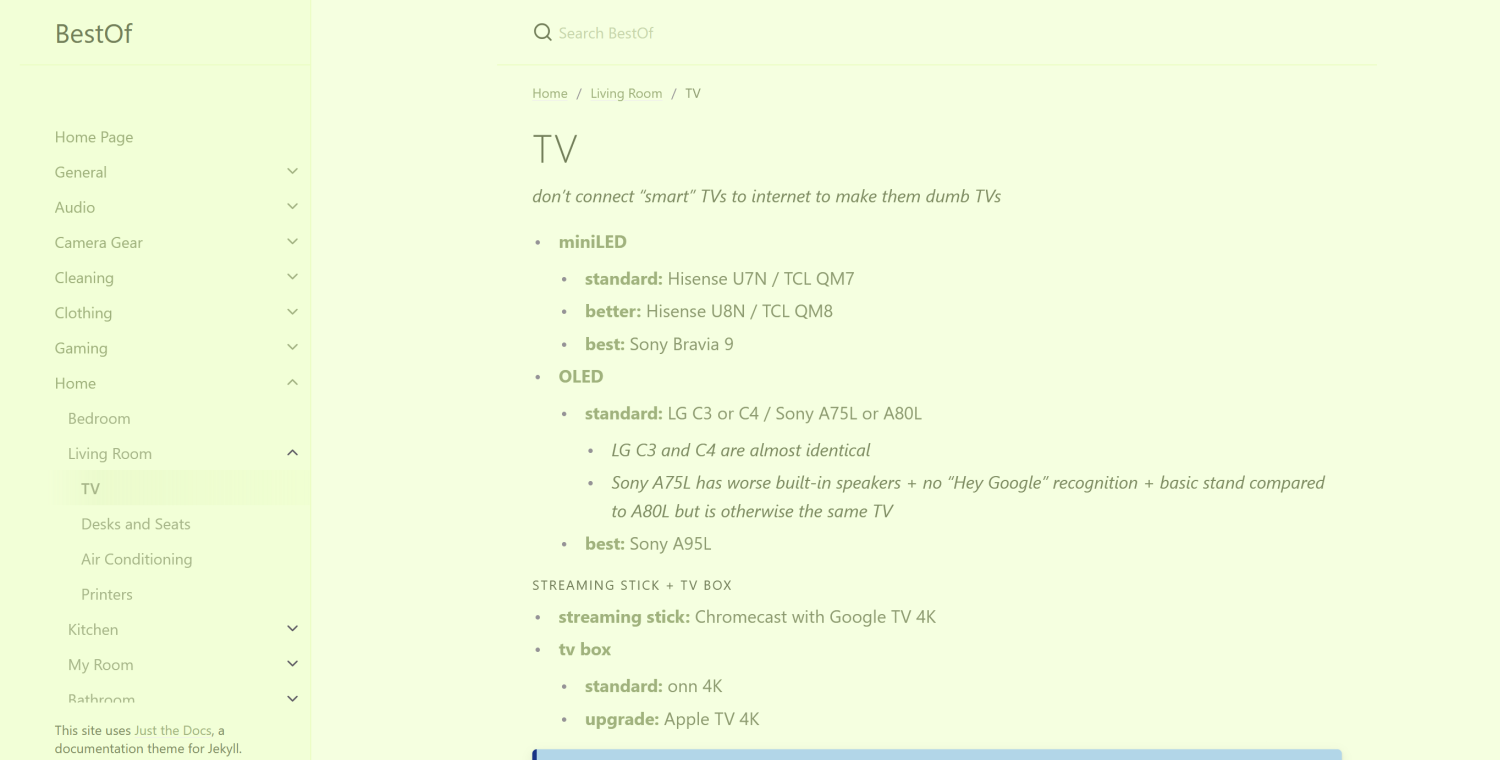 BestOf
Search BestOf
Home / Living Room / TV
Home Page
General
Audio
Camera Gear
Cleaning
Clothing
Gaming
Home
Bedroom
Living Room
TV
Desks and Seats
Air Conditioning
Printers
Kitchen
My Room
Bathroom
This site uses Just the Docs, a
documentation theme for Jekyll.
TV
don't connect “smart” TVs to internet to make them dumb TVs
• miniLED
• standard: Hisense U7N / TCL QM7
• better: Hisense U8N / TCL QM8
• best: Sony Bravia 9
• OLED
• standard: LG C3 or C4 / Sony A75L or A80L
• LG C3 and C4 are almost identical
• Sony A75L has worse built-in speakers + no “Hey Google” recognition + basic stand compared
to A80L but is otherwise the same TV
• best: Sony A95L
STREAMING STICK + TV BOX
• streaming stick: Chromecast with Google TV 4K
• tv box
• standard: onn 4K
• upgrade: Apple TV 4K